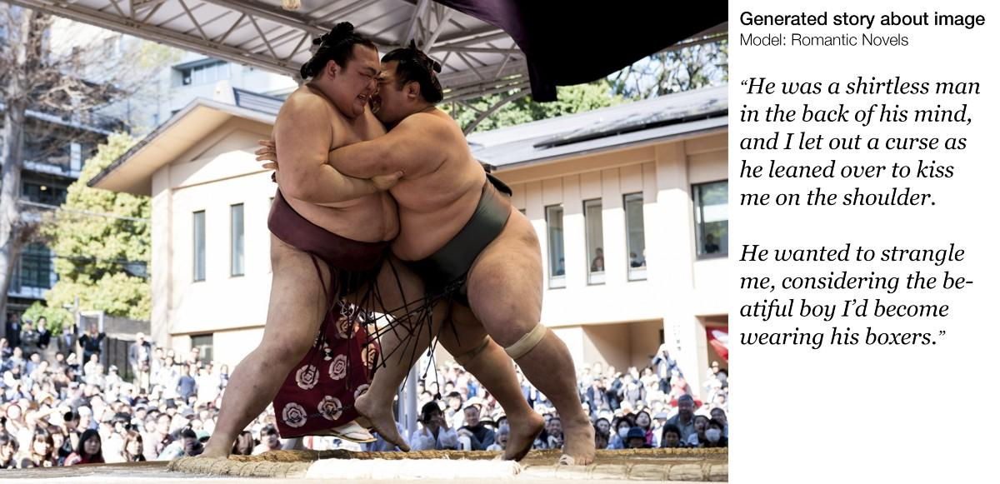 Generated story about image
Model: Romantic Novels
“He was a shirtless man
in the back of his mind,
and I let out a curse as
he leaned over to kiss
me on the shoulder.
He wanted to strangle
me, considering the be-
atiful boy I’d become
wearing his boxers.”